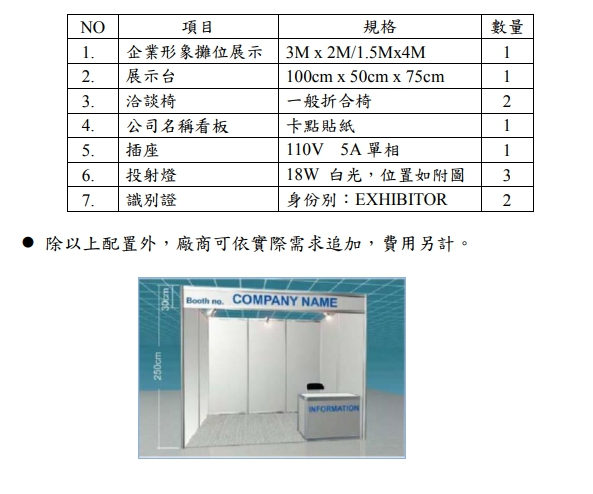 NO 項目 規格 數量
1. 企業形象攤位展示 3M x 2M/1.5Mx4M 1
2. 展示台 100cm x 50cm x 75cm 1
3. 洽談椅 一般折合椅 2
4. 公司名稱看板 卡點貼紙 1
5. 插座 110V 5A 單相 1
6. 投射燈 18W 白光，位置如附圖 3
7. 識別證 身份別：EXHIBITOR 2
● 除以上配置外，廠商可依實際需求追加，費用另計。
30cm
Booth no. COMPANY NAME
250cm
INFORMATION